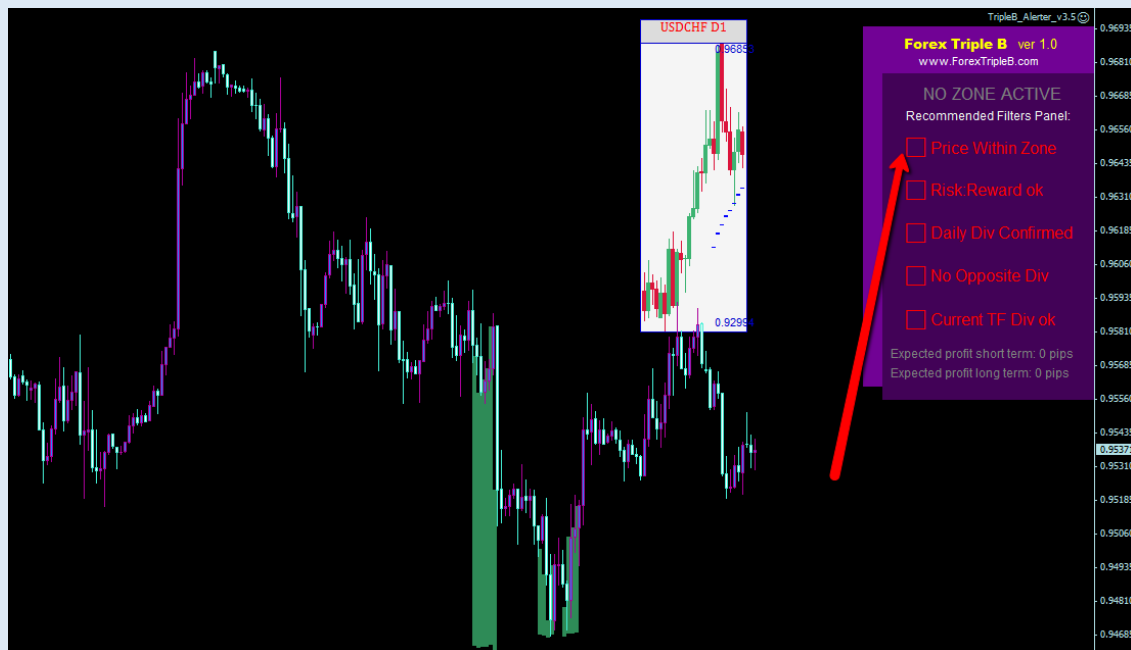 TripleB_Alerter_v3.5
USDCHF D1
0.9685
0.9299
Forex Triple B ver 1.0
www.ForexTripleB.com
NO ZONE ACTIVE
Recommended Filters Panel:
Price Within Zone
Risk:Reward ok
Daily Div Confirmed
No Opposite Div
Current TF Div ok
Expected profit short term: 0 pips
Expected profit long term: 0 pips
0.96935
0.96810
0.96685
0.96560
0.96435
0.96310
0.96185
0.96060
0.95935
0.95810
0.95685
0.95560
0.95435
0.9537
0.95310
0.95185
0.95060
0.94935
0.94810
0.94685